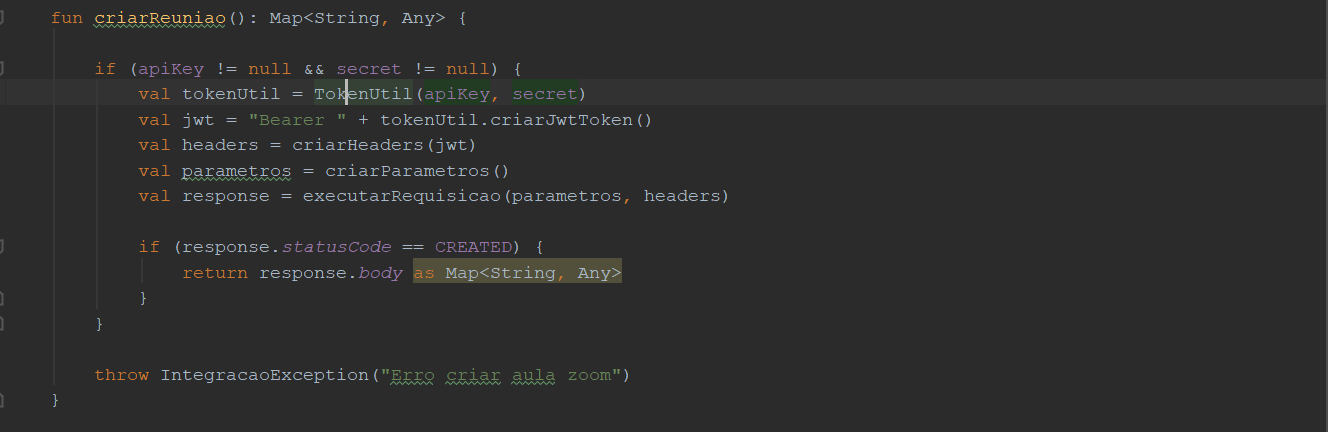 fun criarReuniao(): Map<String, Any> {
if (apiKey != null && secret != null) {
val tokenUtil = TokenUtil(apiKey, secret)
val jwt = "Bearer " + tokenUtil.criarJwtToken()
val headers = criarHeaders(jwt)
val parametros = criarParametros()
val response = executarRequisicao(parametros, headers)
if (response.statusCode == CREATED) {
return response.body as Map<String, Any>
}
}
throw IntegracaoException("Erro criar aula zoom")
}